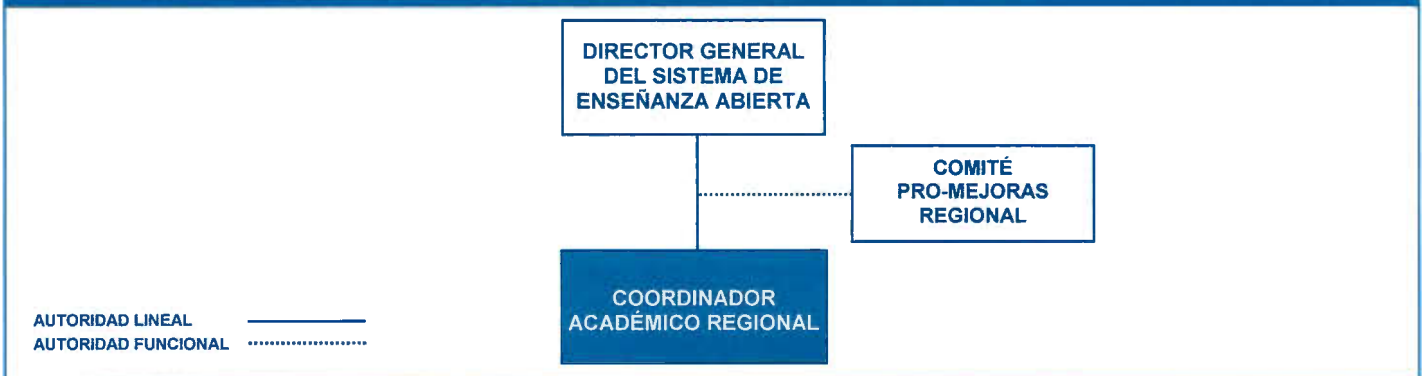 DIRECTOR GENERAL
DEL SISTEMA DE
ENSEÑANZA ABIERTA
COMITÉ
PRO-MEJORAS
REGIONAL
COORDINADOR
ACADÉMICO REGIONAL
AUTORIDAD LINEAL
AUTORIDAD FUNCIONAL